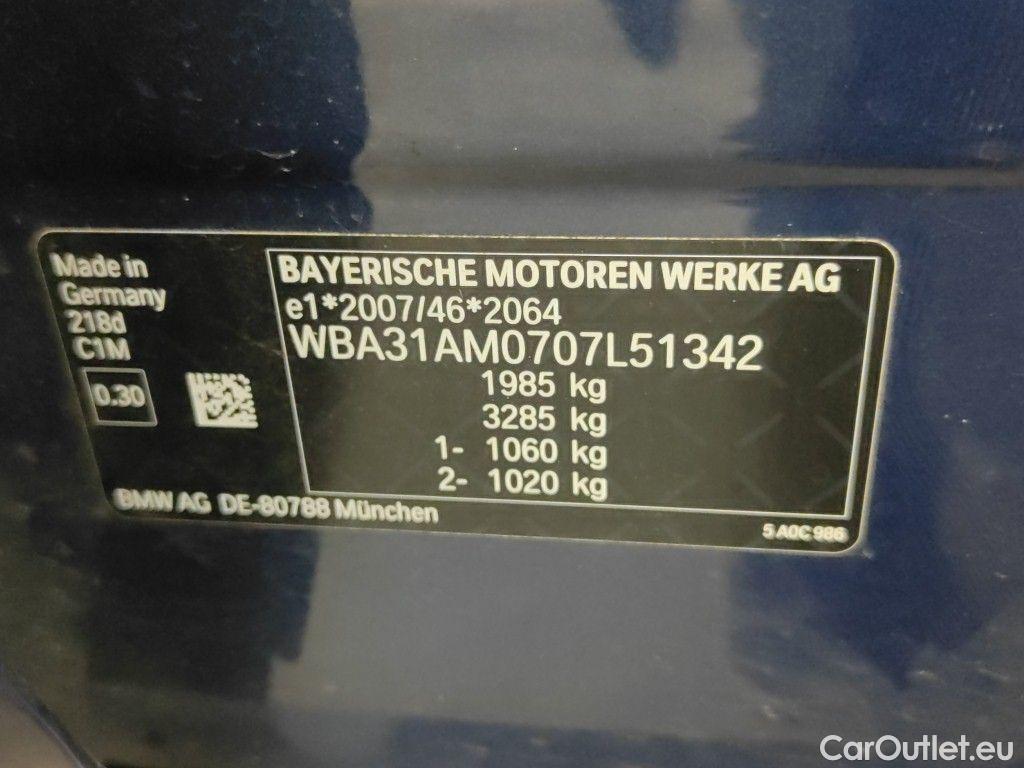 Made in
Germany
218d
C1M
0.30
BAYERISCHE MOTOREN WERKE AG
e1*2007/46*2064
WBA31AM0707L51342
1985 kg
3285 kg
1- 1060 kg
2- 1020 kg
BMW AG DE-80788 München
5 A0C 986
CarOutlet.eu